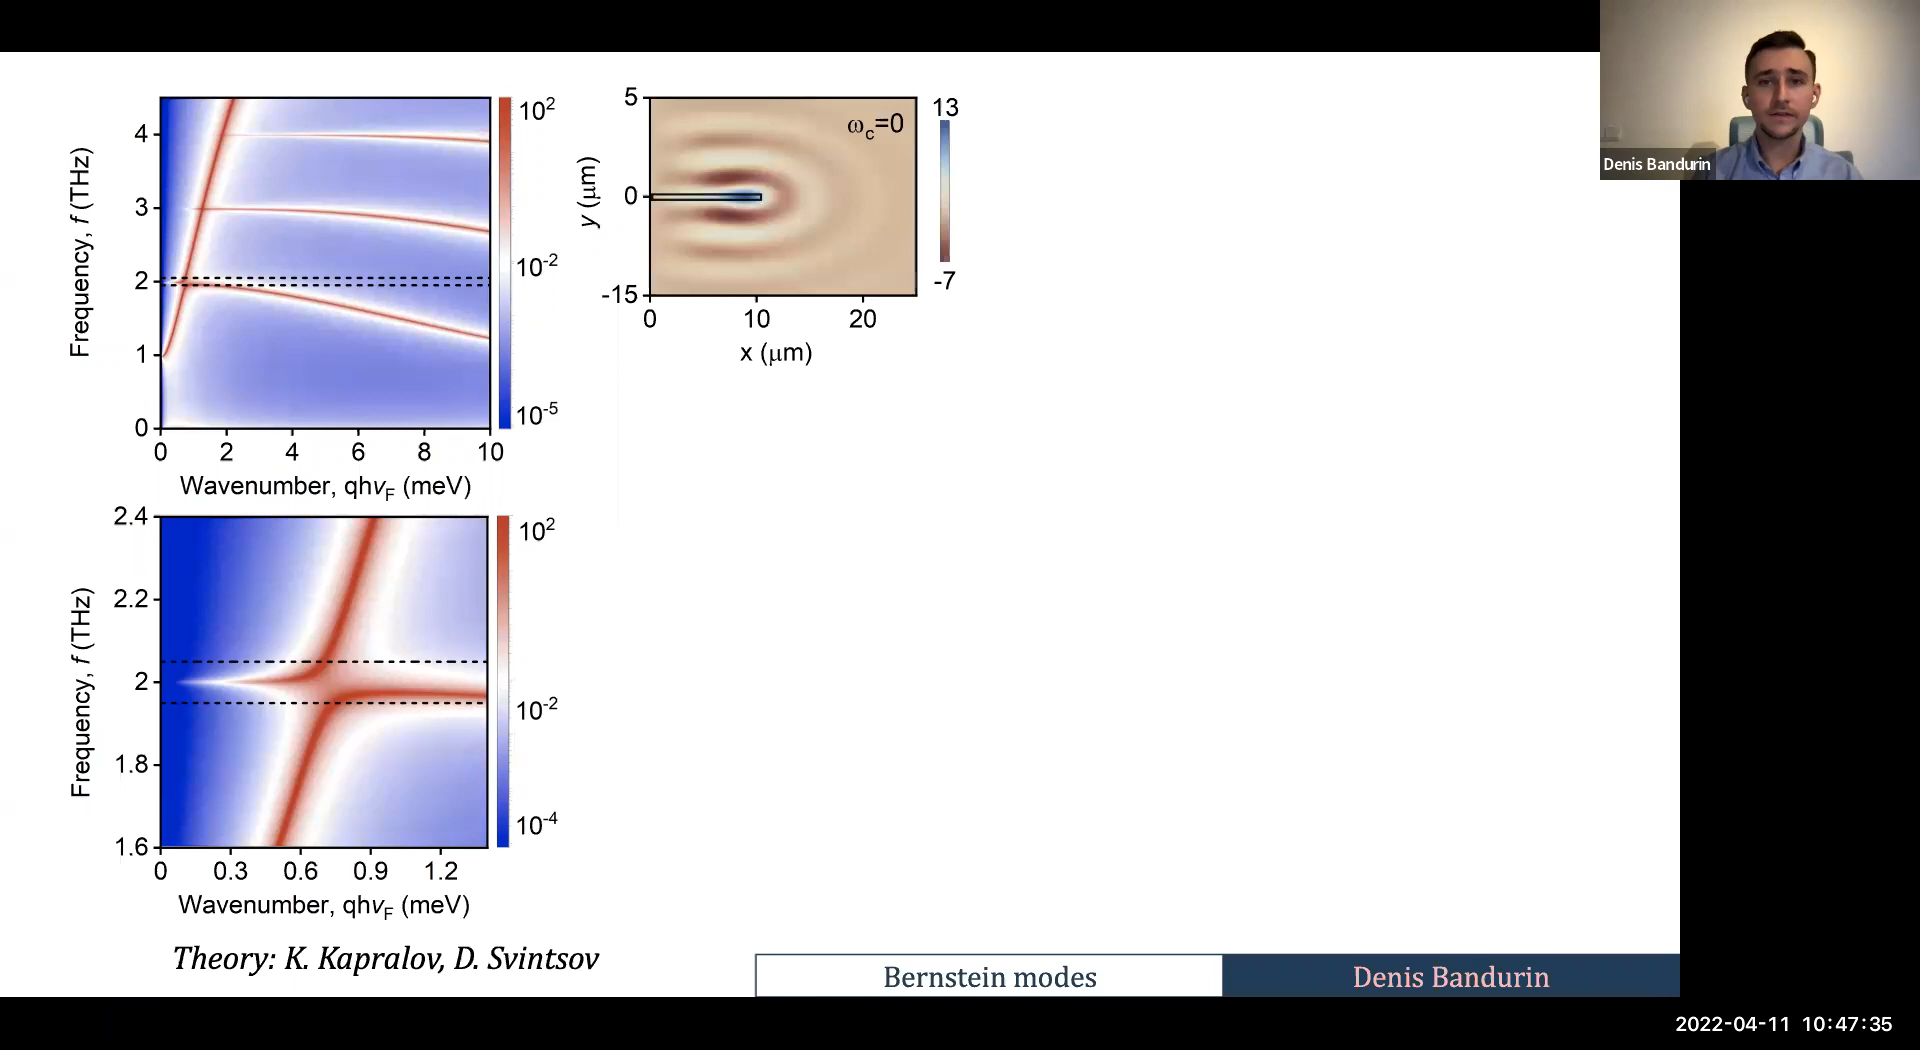 Denis Bandurin
Frequency, f (THz)
4
3
2
1
0
0 2 4 6 8 10
Wavenumber, qhvF (meV)
10²
10⁻²
10⁻⁵
y (μm)
5
0
-15
ωc=0
0 10 20
x (μm)
13
-7
Frequency, f (THz)
2.4
2.2
2
1.8
1.6
0 0.3 0.6 0.9 1.2
Wavenumber, qhvF (meV)
10²
10⁻²
10⁻⁴
Theory: K. Kapralov, D. Svintsov
Bernstein modes
Denis Bandurin
2022-04-11 10:47:35